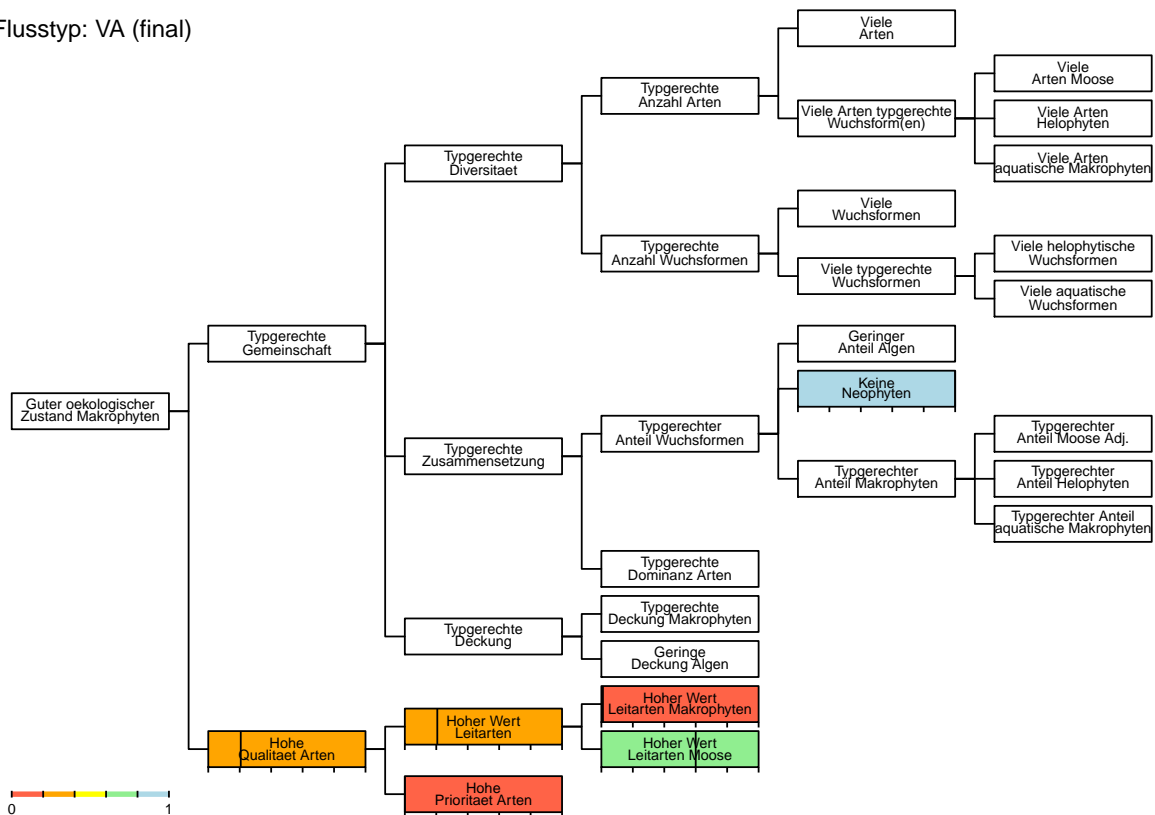 Flusstyp: VA (final)
Viele
Arten
Viele
Arten Moose
Typgerechte
Anzahl Arten
Viele Arten typgerechte
Wuchsform(en)
Viele Arten
Helophyten
Viele Arten
aquatische Makrophyten
Typgerechte
Diversitaet
Viele
Wuchsformen
Typgerechte
Anzahl Wuchsformen
Viele helophytische
Wuchsformen
Viele typgerechte
Wuchsformen
Viele aquatische
Wuchsformen
Typgerechte
Gemeinschaft
Geringer
Anteil Algen
Keine
Neophyten
Guter oekologischer
Zustand Makrophyten
Typgerechter
Anteil Wuchsformen
Typgerechter
Anteil Moose Adj.
Typgerechte
Zusammensetzung
Typgerechter
Anteil Makrophyten
Typgerechter
Anteil Helophyten
Typgerechter Anteil
aquatische Makrophyten
Typgerechte
Dominanz Arten
Typgerechte
Deckung Makrophyten
Typgerechte
Deckung
Geringe
Deckung Algen
Hoher Wert
Leitarten Makrophyten
Hoher Wert
Leitarten
Hohe
Qualitaet Arten
Hoher Wert
Leitarten Moose
Hohe
Prioritaet Arten
0 1